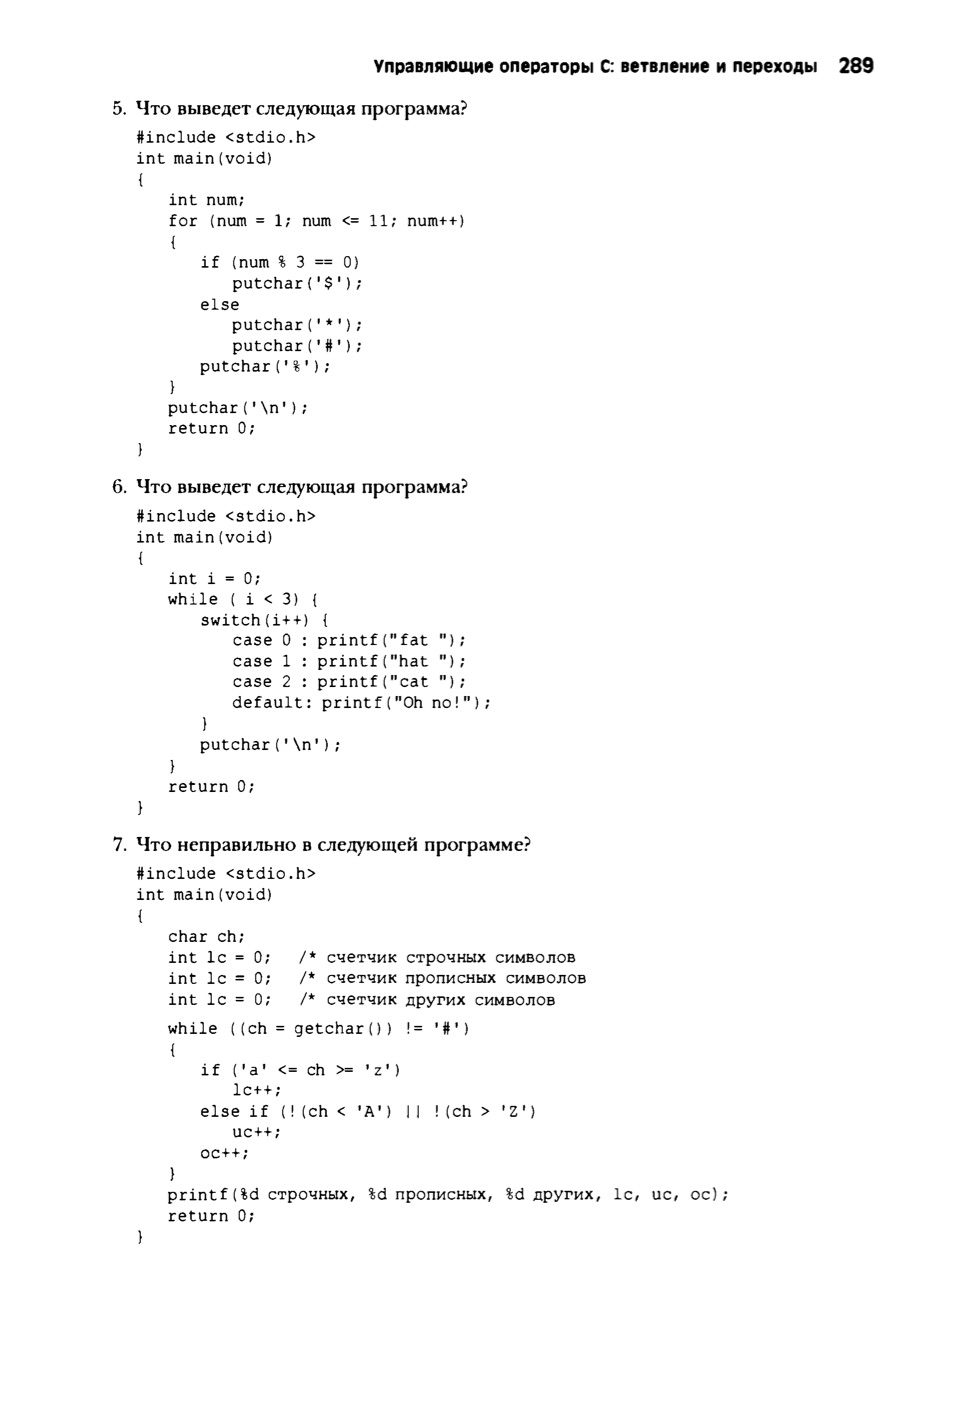 Управляющие операторы C: ветвление и переходы 289
5. Что выведет следующая программа?
#include <stdio.h>
int main(void)
{
int num;
for (num = 1; num <= 11; num++)
{
if (num % 3 == 0)
putchar('$');
else
putchar('*');
putchar('#');
putchar('%');
}
putchar('\n');
return 0;
}
6. Что выведет следующая программа?
#include <stdio.h>
int main(void)
{
int i = 0;
while ( i < 3) {
switch(i++) {
case 0 : printf("fat ");
case 1 : printf("hat ");
case 2 : printf("cat ");
default: printf("Oh no!");
}
putchar('\n');
}
return 0;
}
7. Что неправильно в следующей программе?
#include <stdio.h>
int main(void)
{
char ch;
int lc = 0; /* счетчик строчных символов
int lc = 0; /* счетчик прописных символов
int lc = 0; /* счетчик других символов
while ((ch = getchar()) != '#')
{
if ('a' <= ch >= 'z')
lc++;
else if (!(ch < 'A') || !(ch > 'Z')
uc++;
oc++;
}
printf(%d строчных, %d прописных, %d других, lc, uc, oc);
return 0;
}